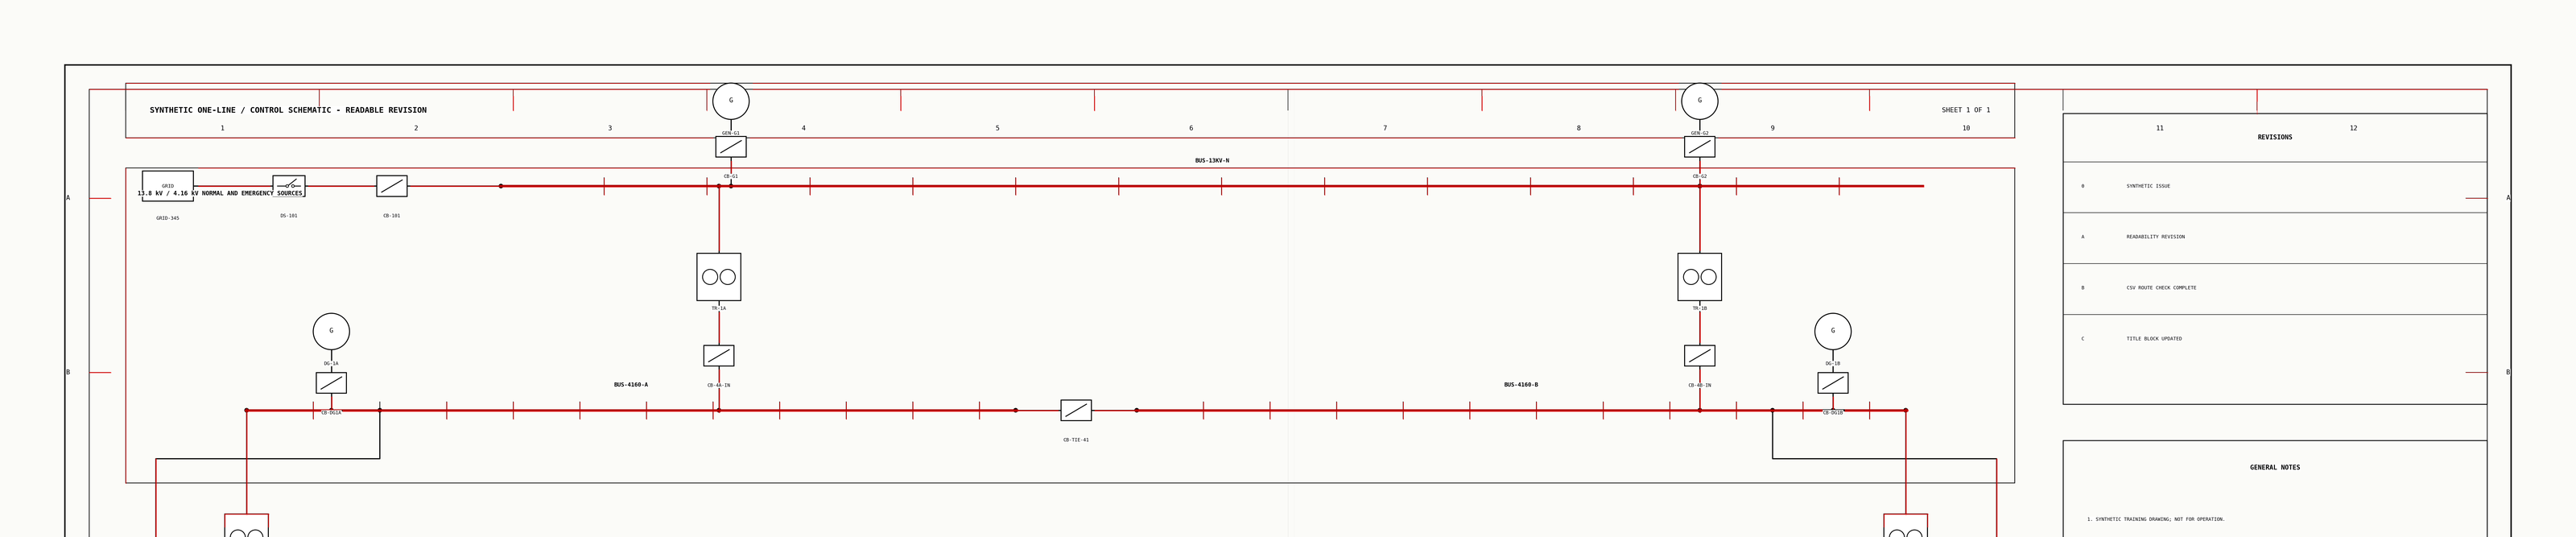 SYNTHETIC ONE-LINE / CONTROL SCHEMATIC - READABLE REVISION
SHEET 1 OF 1
1 2 3 4 5 6 7 8 9 10 11 12
G
GEN-G1
CB-G1
G
GEN-G2
CB-G2
BUS-13KV-N
REVISIONS
0 SYNTHETIC ISSUE
A READABILITY REVISION
B CSV ROUTE CHECK COMPLETE
C TITLE BLOCK UPDATED
A
A
GRID
13.8 kV / 4.16 kV NORMAL AND EMERGENCY SOURCES
GRID-345
DS-101
CB-101
TR-1A
TR-1B
G
DG-1A
G
DG-1B
B
B
BUS-4160-A
CB-4A-IN
BUS-4160-B
CB-4B-IN
CB-DG1A
CB-DG1B
CB-TIE-41
GENERAL NOTES
1. SYNTHETIC TRAINING DRAWING; NOT FOR OPERATION.